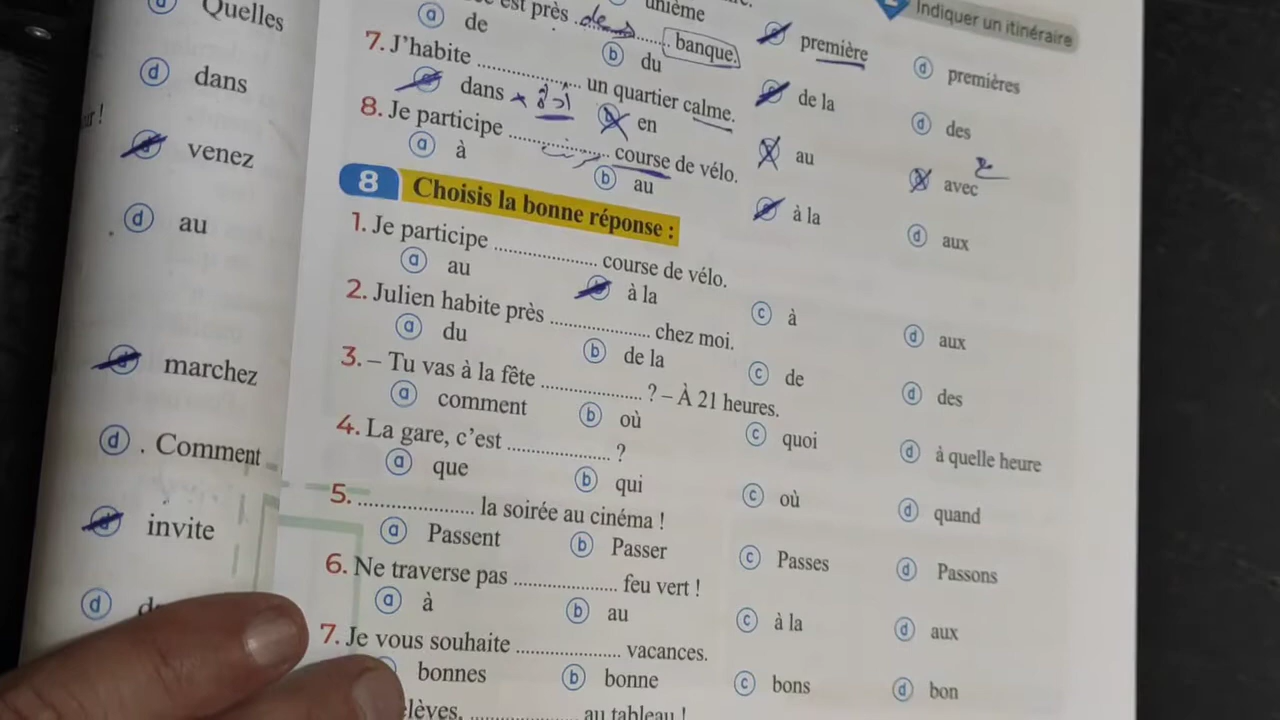 Quelles
d dans
venez
d au
marchez
d . Comment
invite
d
Indiquer un itinéraire
est près de banque.
unième
première
d premières
a de
b du
de la
d des
7. J'habite .................. un quartier calme.
dans
en
au
avec
8. Je participe .................. course de vélo.
a à
b au
à la
d aux
8 Choisis la bonne réponse :
1. Je participe .................. course de vélo.
a au
à la
c à
d aux
2. Julien habite près .................. chez moi.
a du
b de la
c de
d des
3. – Tu vas à la fête .................. ? – À 21 heures.
a comment
b où
c quoi
d à quelle heure
4. La gare, c'est .................. ?
a que
b qui
c où
d quand
5. .................. la soirée au cinéma !
a Passent
b Passer
c Passes
d Passons
6. Ne traverse pas .................. feu vert !
a à
b au
c à la
d aux
7. Je vous souhaite .................. vacances.
bonnes
b bonne
c bons
d bon
lèves, .................. au tableau !